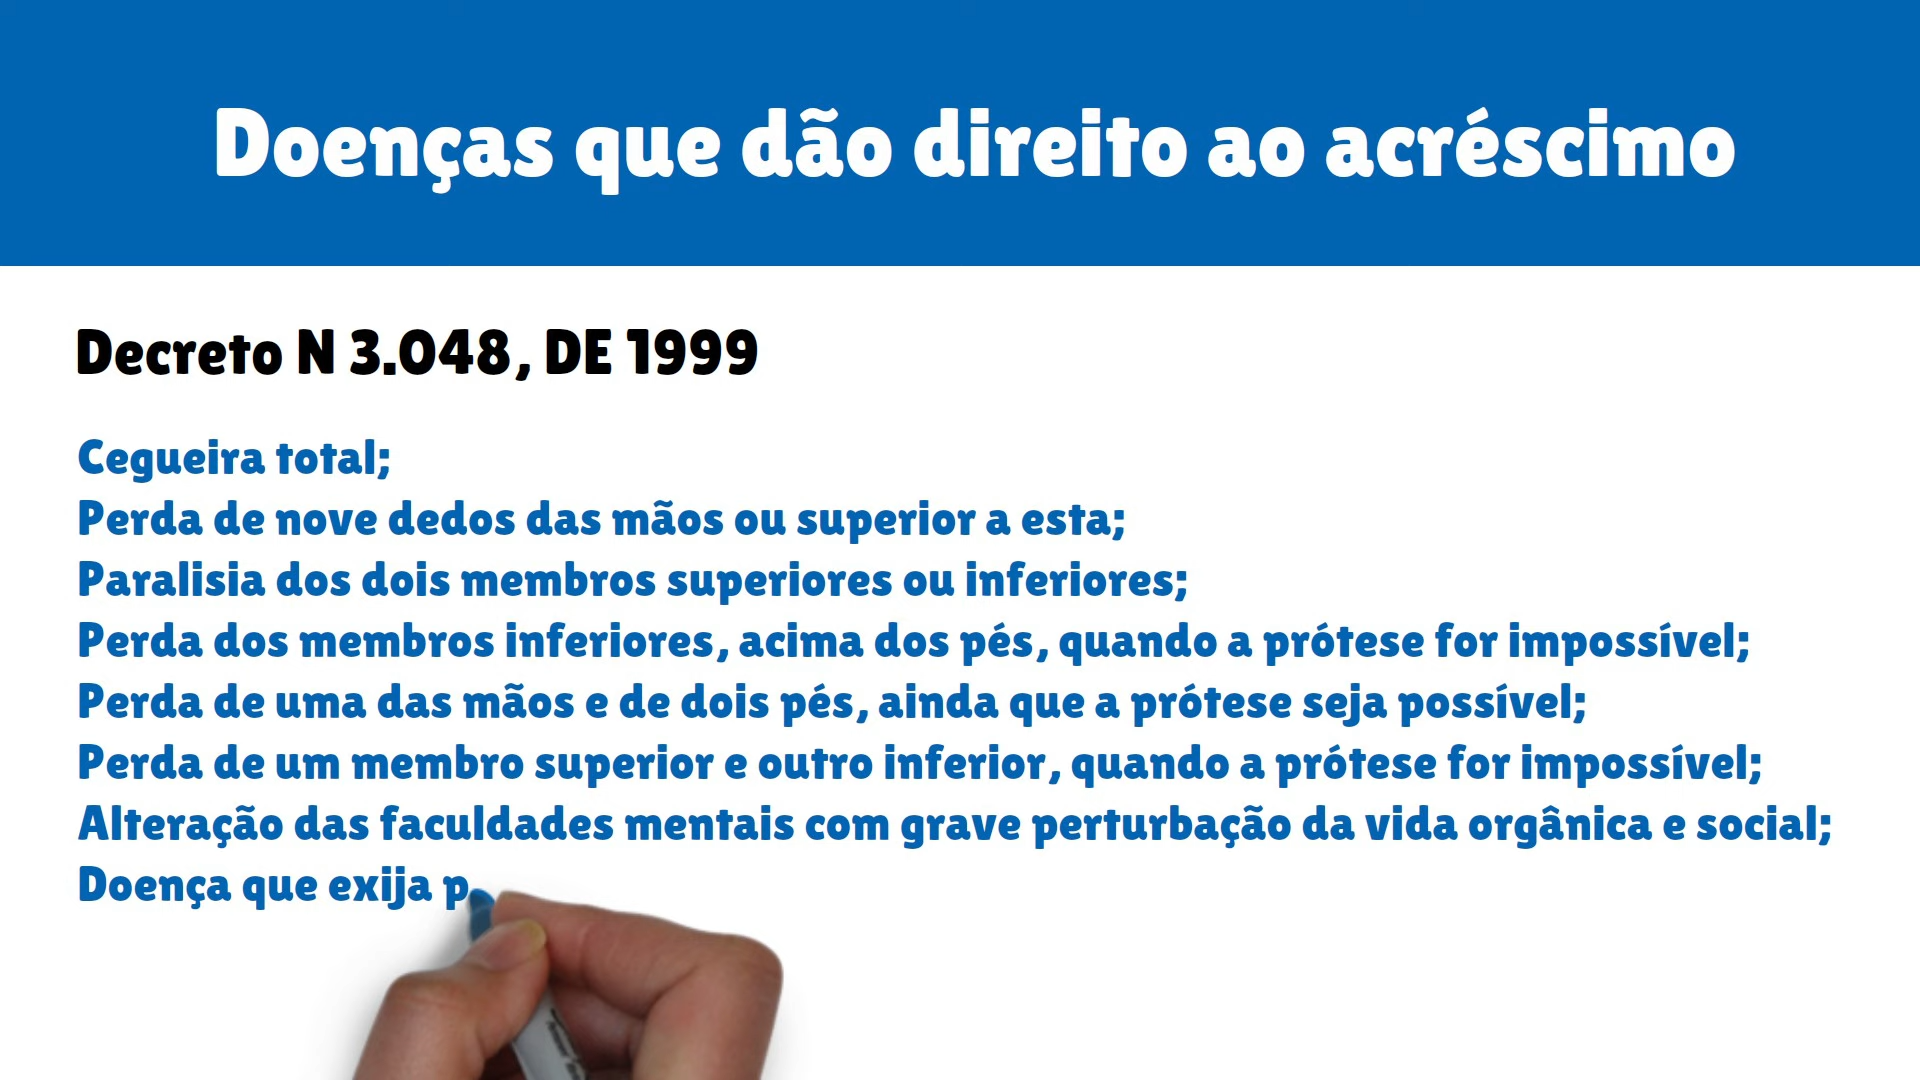 Doenças que dão direito ao acréscimo
Decreto N 3.048, DE 1999
Cegueira total;
Perda de nove dedos das mãos ou superior a esta;
Paralisia dos dois membros superiores ou inferiores;
Perda dos membros inferiores, acima dos pés, quando a prótese for impossível;
Perda de uma das mãos e de dois pés, ainda que a prótese seja possível;
Perda de um membro superior e outro inferior, quando a prótese for impossível;
Alteração das faculdades mentais com grave perturbação da vida orgânica e social;
Doença que exija p